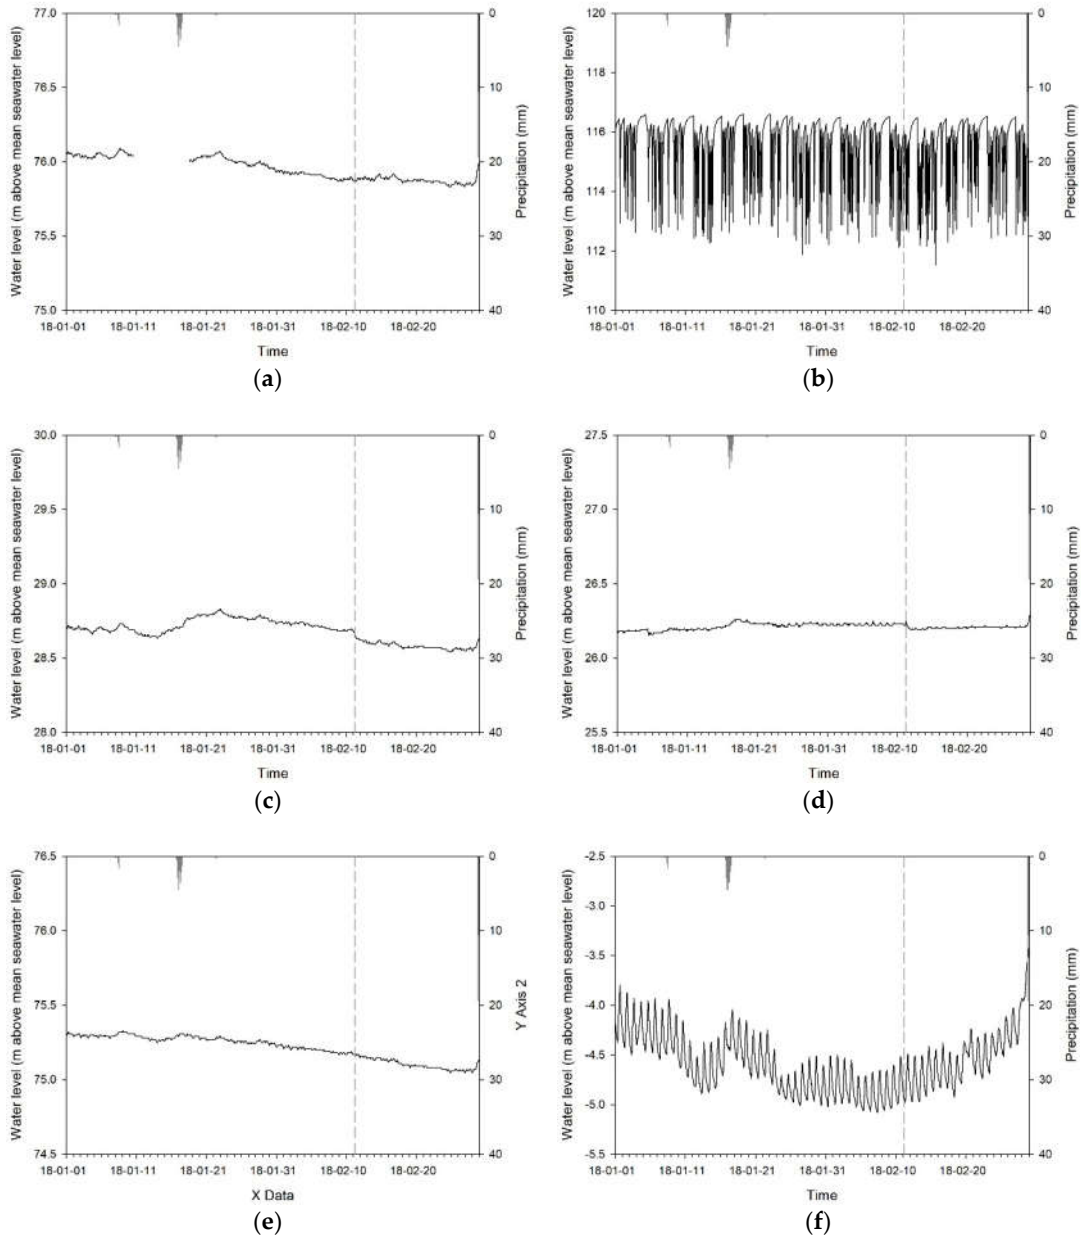 77.0
76.5
76.0
75.5
75.0
Water level (m above mean seawater level)
0
10
20
30
40
Precipitation (mm)
18-01-01 18-01-11 18-01-21 18-01-31 18-02-10 18-02-20
Time
(a)
120
118
116
114
112
110
Water level (m above mean seawater level)
0
10
20
30
40
Precipitation (mm)
18-01-01 18-01-11 18-01-21 18-01-31 18-02-10 18-02-20
Time
(b)
30.0
29.5
29.0
28.5
28.0
Water level (m above mean seawater level)
0
10
20
30
40
Precipitation (mm)
18-01-01 18-01-11 18-01-21 18-01-31 18-02-10 18-02-20
Time
(c)
27.5
27.0
26.5
26.0
25.5
Water level (m above mean seawater level)
0
10
20
30
40
Precipitation (mm)
18-01-01 18-01-11 18-01-21 18-01-31 18-02-10 18-02-20
Time
(d)
76.5
76.0
75.5
75.0
74.5
Water level (m above mean seawater level)
0
10
20
30
40
Y Axis 2
18-01-01 18-01-11 18-01-21 18-01-31 18-02-10 18-02-20
X Data
(e)
-2.5
-3.0
-3.5
-4.0
-4.5
-5.0
-5.5
Water level (m above mean seawater level)
0
10
20
30
40
Precipitation (mm)
18-01-01 18-01-11 18-01-21 18-01-31 18-02-10 18-02-20
Time
(f)